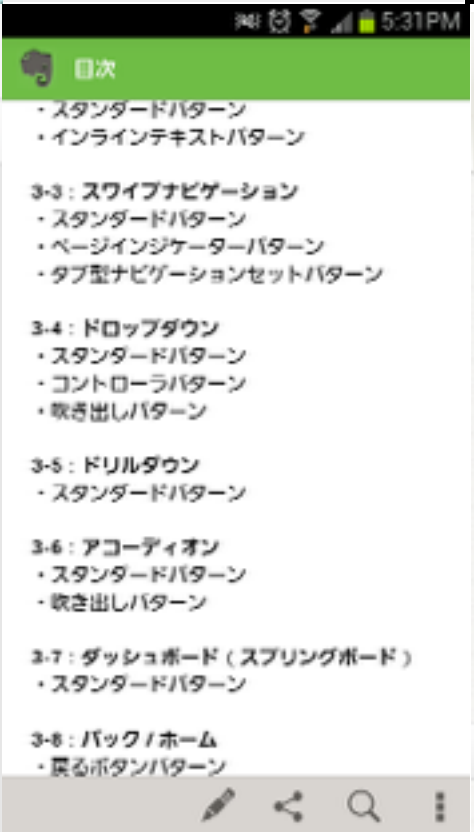 5:31PM
目次
・スタンダードパターン
・インラインテキストパターン
3-3：スワイプナビゲーション
・スタンダードパターン
・ページインジケーターパターン
・タブ型ナビゲーションセットパターン
3-4：ドロップダウン
・スタンダードパターン
・コントローラパターン
・吹き出しパターン
3-5：ドリルダウン
・スタンダードパターン
3-6：アコーディオン
・スタンダードパターン
・吹き出しパターン
3-7：ダッシュボード（スプリングボード）
・スタンダードパターン
3-8：バック / ホーム
・戻るボタンパターン